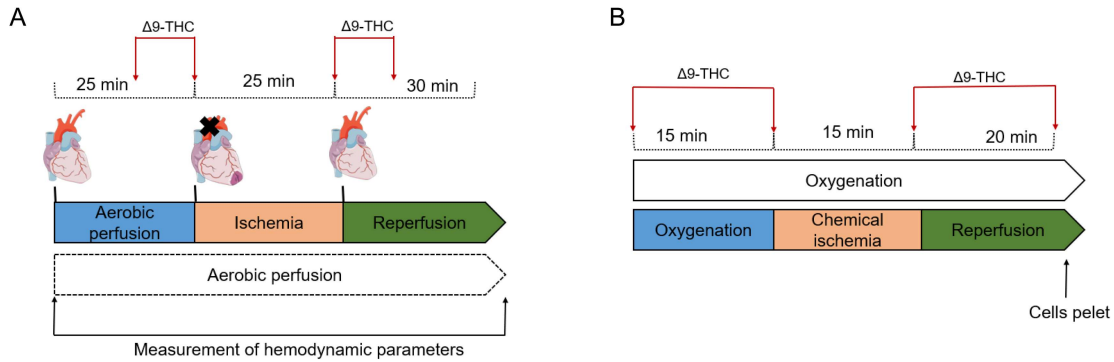 A
Δ9-THC
Δ9-THC
25 min
25 min
30 min
Aerobic
perfusion
Ischemia
Reperfusion
Aerobic perfusion
Measurement of hemodynamic parameters
B
Δ9-THC
Δ9-THC
15 min
15 min
20 min
Oxygenation
Oxygenation
Chemical
ischemia
Reperfusion
Cells pelet